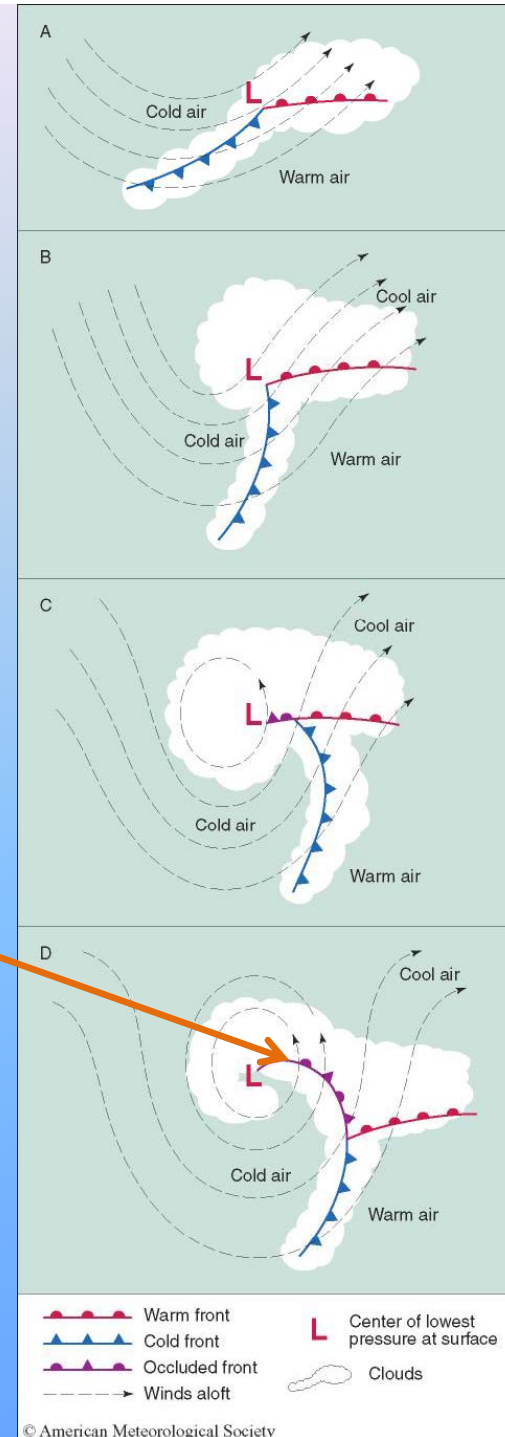 A
L
Cold air
Warm air
B
Cool air
L
Cold air
Warm air
C
Cool air
L
Cold air
Warm air
D
Cool air
L
Cold air
Warm air
Warm front
Cold front
Occluded front
Winds aloft
L Center of lowest
pressure at surface
Clouds
© American Meteorological Society